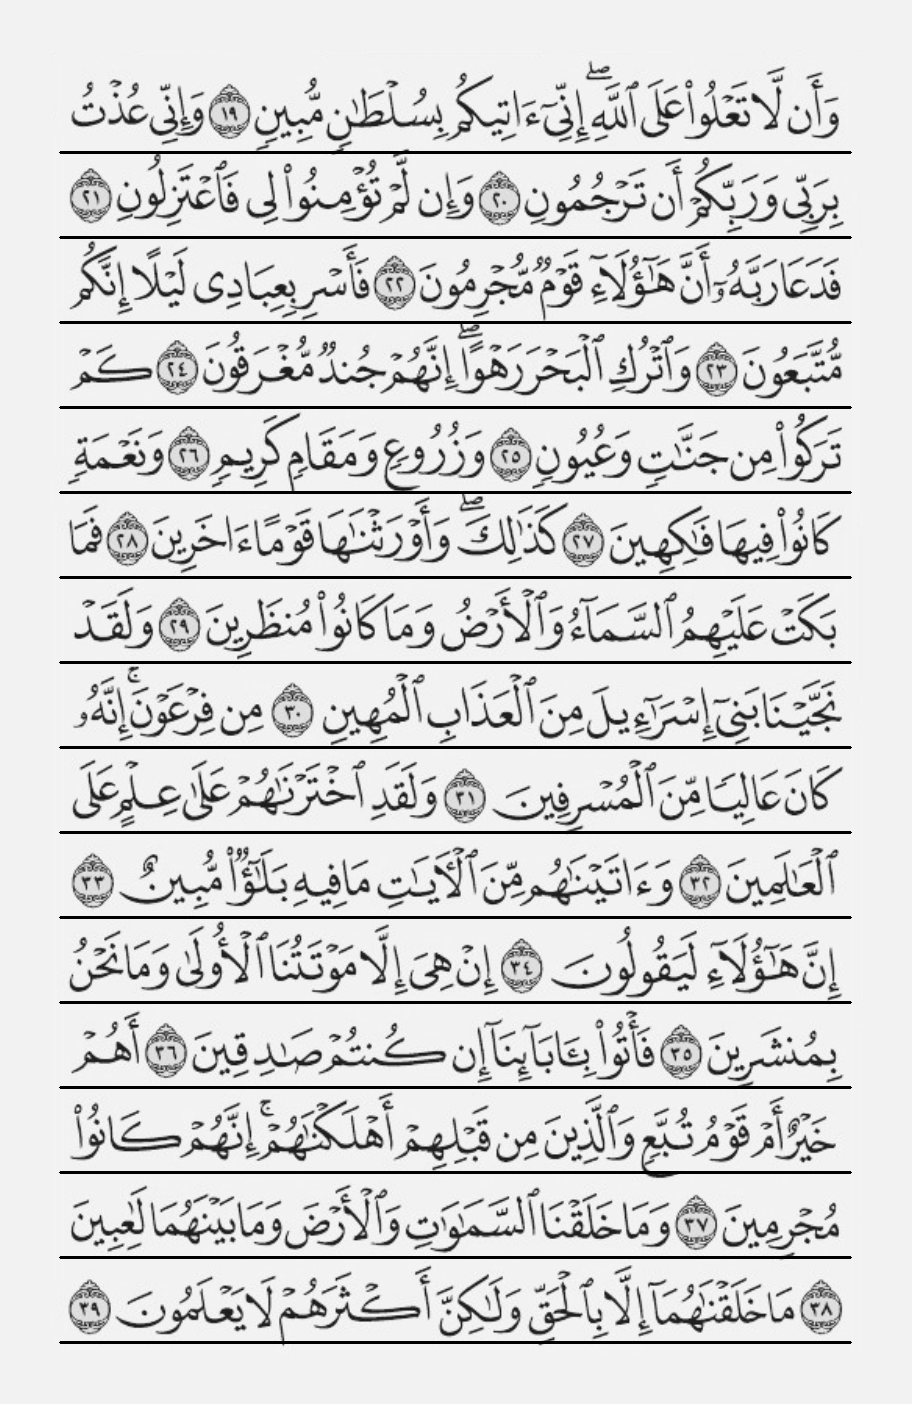 وَأَن لَّا تَعْلُوا۟ عَلَى ٱللَّهِ ۖ إِنِّىٓ ءَاتِيكُم بِسُلْطَـٰنٍ مُّبِينٍ ١٩ وَإِنِّى عُذْتُ
بِرَبِّى وَرَبِّكُمْ أَن تَرْجُمُونِ ٢٠ وَإِن لَّمْ تُؤْمِنُوا۟ لِى فَٱعْتَزِلُونِ ٢١
فَدَعَا رَبَّهُۥٓ أَنَّ هَـٰٓؤُلَآءِ قَوْمٌ مُّجْرِمُونَ ٢٢ فَأَسْرِ بِعِبَادِى لَيْلًا إِنَّكُم
مُّتَّبَعُونَ ٢٣ وَٱتْرُكِ ٱلْبَحْرَ رَهْوًا ۖ إِنَّهُمْ جُندٌ مُّغْرَقُونَ ٢٤ كَمْ
تَرَكُوا۟ مِن جَنَّـٰتٍ وَعُيُونٍ ٢٥ وَزُرُوعٍ وَمَقَامٍ كَرِيمٍ ٢٦ وَنَعْمَةٍ
كَانُوا۟ فِيهَا فَـٰكِهِينَ ٢٧ كَذَٰلِكَ ۖ وَأَوْرَثْنَـٰهَا قَوْمًا ءَاخَرِينَ ٢٨ فَمَا
بَكَتْ عَلَيْهِمُ ٱلسَّمَآءُ وَٱلْأَرْضُ وَمَا كَانُوا۟ مُنظَرِينَ ٢٩ وَلَقَدْ
نَجَّيْنَا بَنِىٓ إِسْرَٰٓءِيلَ مِنَ ٱلْعَذَابِ ٱلْمُهِينِ ٣٠ مِن فِرْعَوْنَ ۚ إِنَّهُۥ
كَانَ عَالِيًا مِّنَ ٱلْمُسْرِفِينَ ٣١ وَلَقَدِ ٱخْتَرْنَـٰهُمْ عَلَىٰ عِلْمٍ عَلَى
ٱلْعَـٰلَمِينَ ٣٢ وَءَاتَيْنَـٰهُم مِّنَ ٱلْـَٔايَـٰتِ مَا فِيهِ بَلَـٰٓؤٌا۟ مُّبِينٌ ٣٣
إِنَّ هَـٰٓؤُلَآءِ لَيَقُولُونَ ٣٤ إِنْ هِىَ إِلَّا مَوْتَتُنَا ٱلْأُولَىٰ وَمَا نَحْنُ
بِمُنشَرِينَ ٣٥ فَأْتُوا۟ بِـَٔابَآئِنَآ إِن كُنتُمْ صَـٰدِقِينَ ٣٦ أَهُمْ
خَيْرٌ أَمْ قَوْمُ تُبَّعٍ وَٱلَّذِينَ مِن قَبْلِهِمْ أَهْلَكْنَـٰهُمْ ۚ إِنَّهُمْ كَانُوا۟
مُجْرِمِينَ ٣٧ وَمَا خَلَقْنَا ٱلسَّمَـٰوَٰتِ وَٱلْأَرْضَ وَمَا بَيْنَهُمَا لَـٰعِبِينَ
٣٨ مَا خَلَقْنَـٰهُمَآ إِلَّا بِٱلْحَقِّ وَلَـٰكِنَّ أَكْثَرَهُمْ لَا يَعْلَمُونَ ٣٩